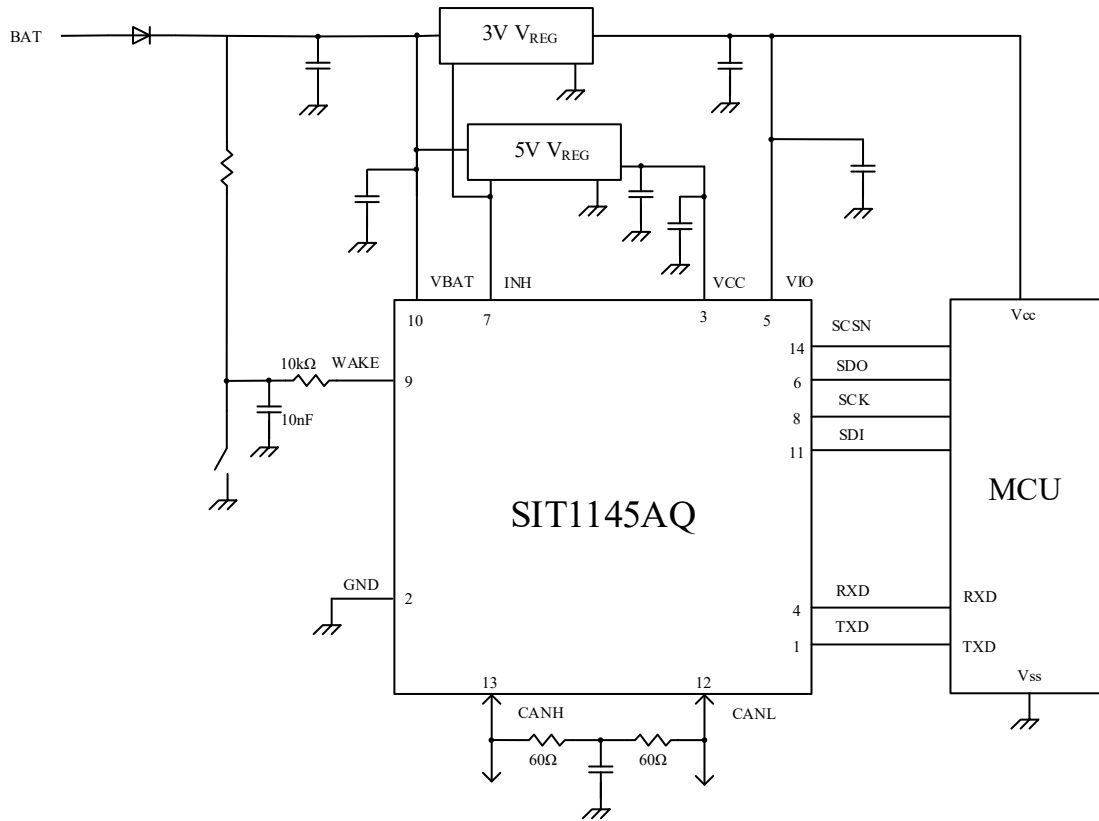 3V VREG
BAT
5V VREG
VBAT
INH
VCC
VIO
10
7
3
5
Vcc
SCSN
14
SDO
6
10kΩ
WAKE
9
SCK
8
10nF
SDI
11
MCU
SIT1145AQ
GND
2
RXD
4
RXD
TXD
1
TXD
Vss
13
12
CANH
CANL
60Ω
60Ω